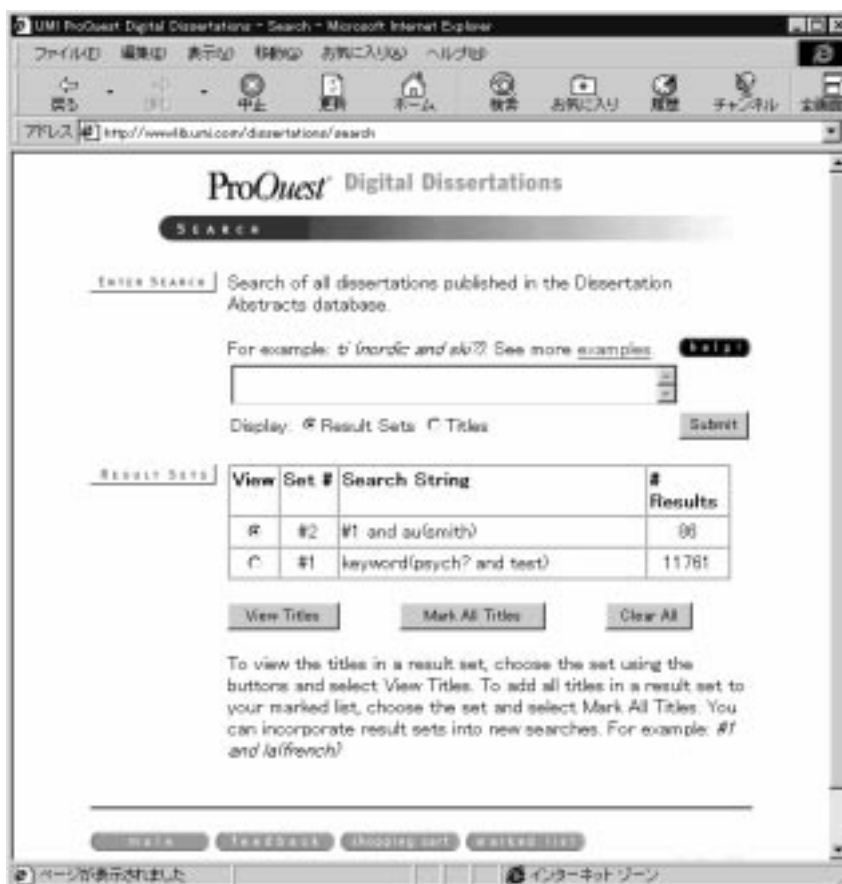 UMI ProQuest Digital Dissertations - Search - Microsoft Internet Explorer
ファイル(F) 編集(E) 表示(V) 移動(G) お気に入り(A) ヘルプ(H)
戻る 中止 更新 ホーム 検索 お気に入り 履歴 チャンネル 全画面
アドレス http://wwwlib.umi.com/dissertations/search
ProQuest Digital Dissertations
SEARCH
ENTER SEARCH
Search of all dissertations published in the Dissertation
Abstracts database.
For example: ti (nordic and ski?). See more examples help!
Display: Result Sets Titles Submit
RESULT SETS
View Set # Search String # Results
#2 #1 and au(smith)
#1 keyword(psych? and test) 11761
View Titles Mark All Titles Clear All
To view the titles in a result set, choose the set using the
buttons and select View Titles. To add all titles in a result set to
your marked list, choose the set and select Mark All Titles. You
can incorporate result sets into new searches. For example: #1
and la(french)
main feedback shopping cart marked list
ページが表示されました インターネット ゾーン